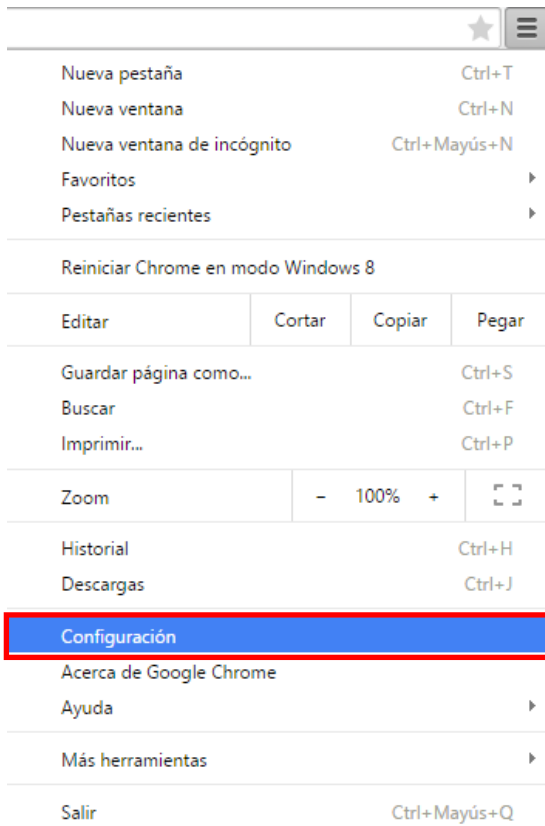 Nueva pestaña Ctrl+T
Nueva ventana Ctrl+N
Nueva ventana de incógnito Ctrl+Mayús+N
Favoritos
Pestañas recientes
Reiniciar Chrome en modo Windows 8
Editar Cortar Copiar Pegar
Guardar página como... Ctrl+S
Buscar Ctrl+F
Imprimir... Ctrl+P
Zoom - 100% +
Historial Ctrl+H
Descargas Ctrl+J
Configuración
Acerca de Google Chrome
Ayuda
Más herramientas
Salir Ctrl+Mayús+Q